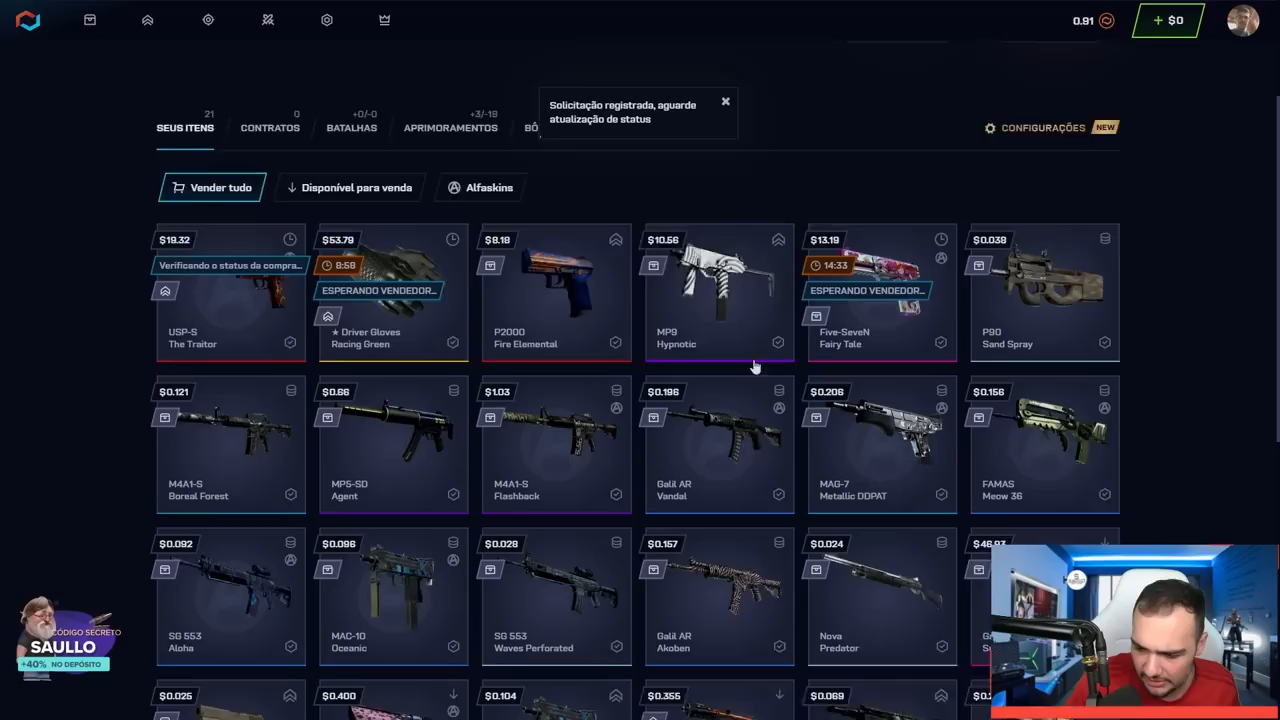 0.91
+ $0
21
SEUS ITENS
0
CONTRATOS
+0/-0
BATALHAS
+3/-19
APRIMORAMENTOS
BÔ
Solicitação registrada, aguarde
atualização de status
CONFIGURAÇÕES
NEW
Vender tudo
Disponível para venda
Alfaskins
$19.32
Verificando o status da compra...
USP-S
The Traitor
$53.79
8:58
ESPERANDO VENDEDOR...
★ Driver Gloves
Racing Green
$8.18
P2000
Fire Elemental
$10.56
MP9
Hypnotic
$13.19
14:33
ESPERANDO VENDEDOR...
Five-SeveN
Fairy Tale
$0.038
P90
Sand Spray
$0.121
M4A1-S
Boreal Forest
$0.66
MP5-SD
Agent
$1.03
M4A1-S
Flashback
$0.196
Galil AR
Vandal
$0.206
MAG-7
Metallic DDPAT
$0.156
FAMAS
Meow 36
$0.092
SG 553
Aloha
$0.096
MAC-10
Oceanic
$0.028
SG 553
Waves Perforated
$0.157
Galil AR
Akoben
$0.024
Nova
Predator
$0.025
$0.400
$0.104
$0.355
$0.069
CÓDIGO SECRETO
SAULLO
+40% NO DEPÓSITO